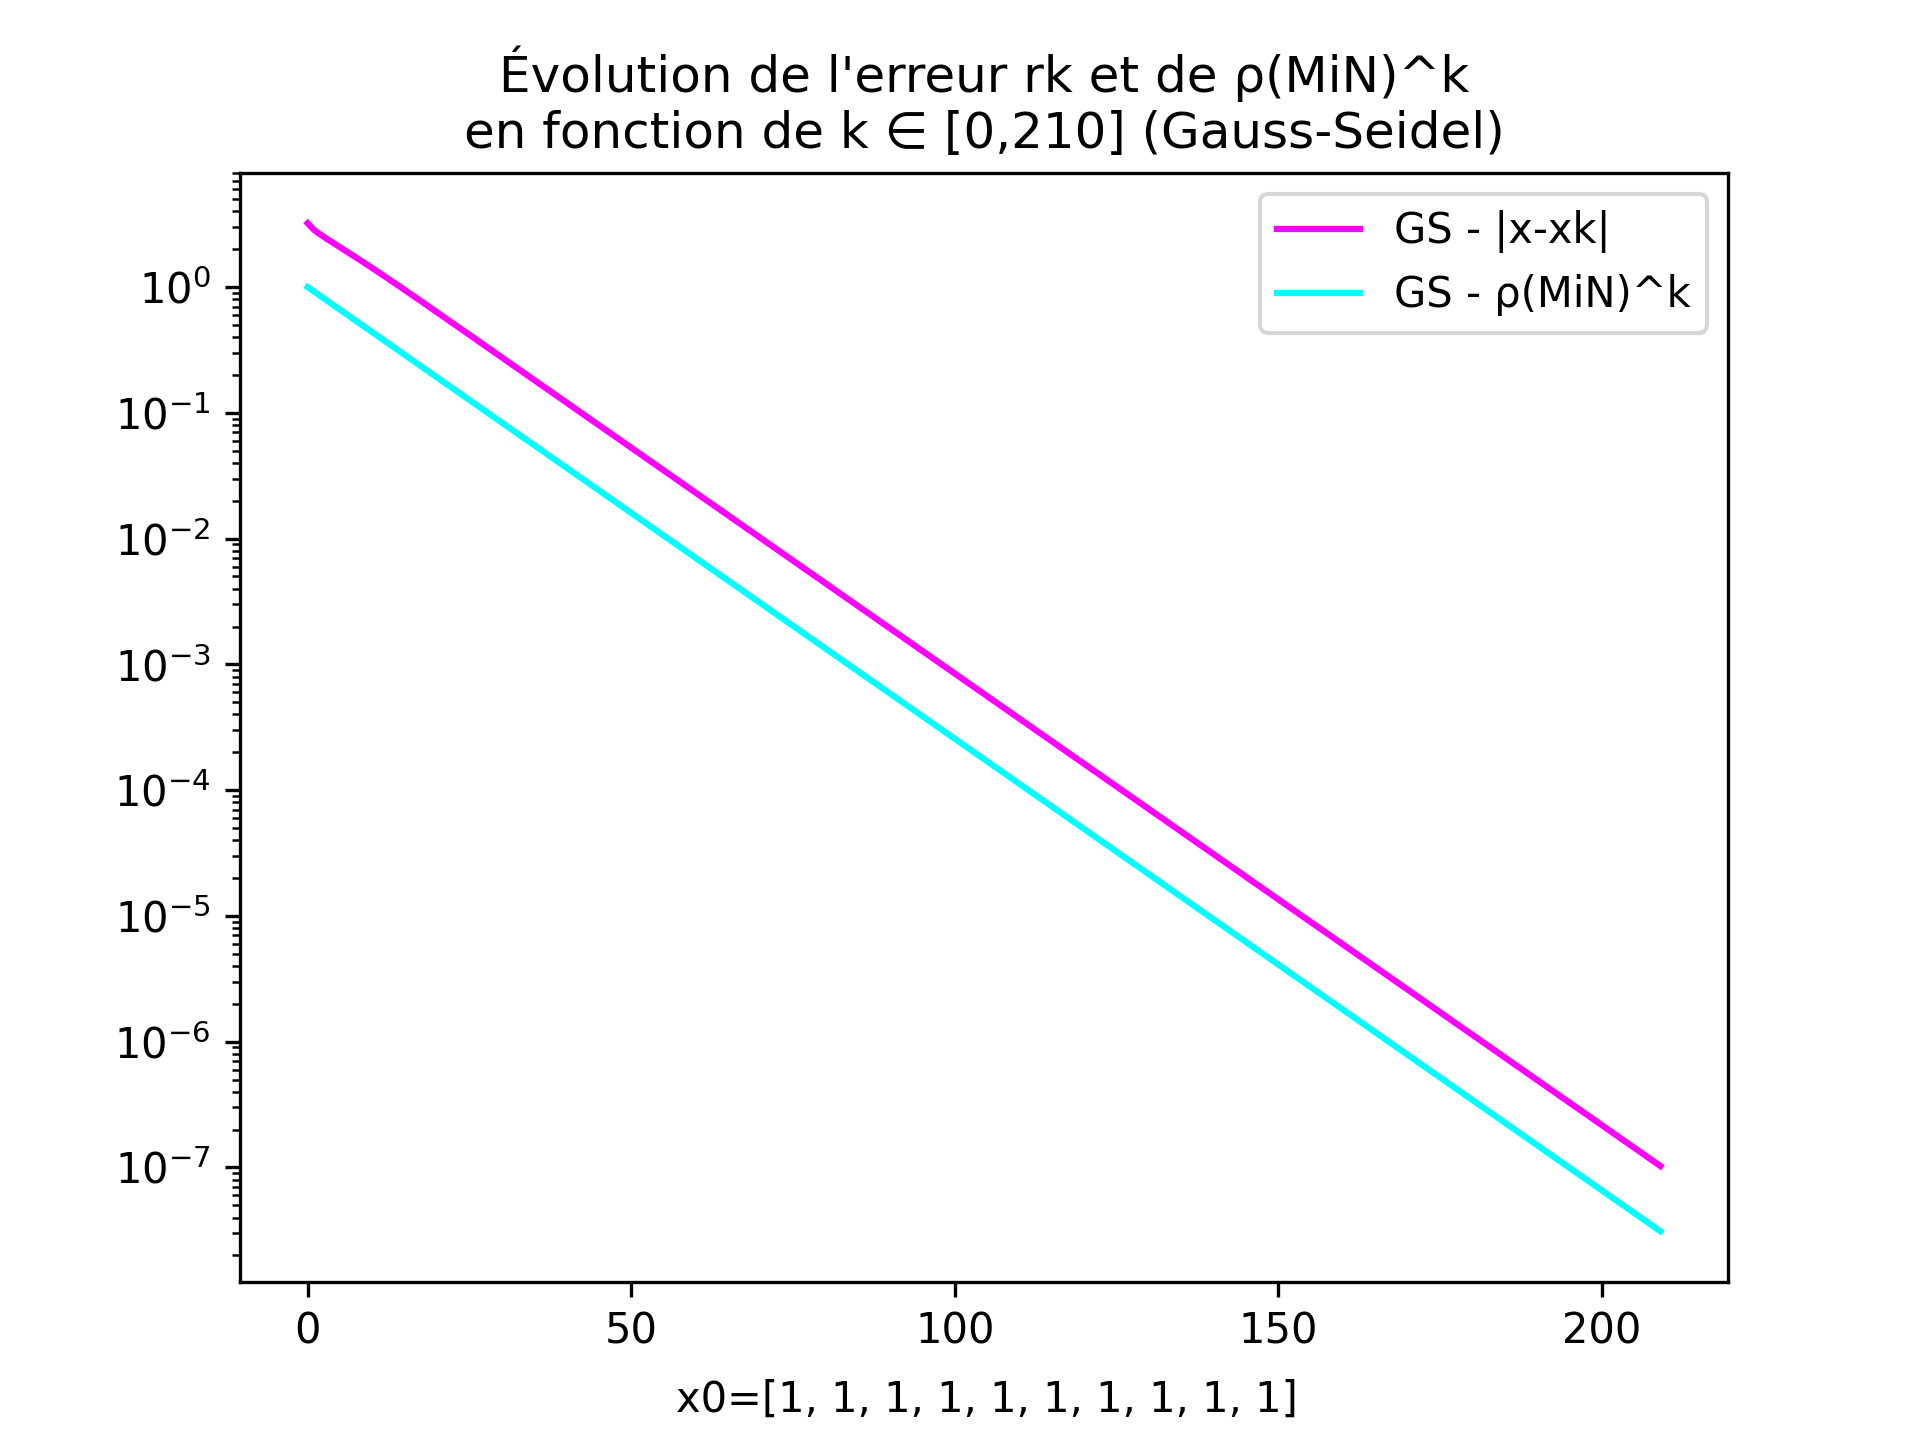 Évolution de l'erreur rk et de ρ(MiN)^k
en fonction de k ∈ [0,210] (Gauss-Seidel)
GS - |x-xk|
GS - ρ(MiN)^k
10⁰
10⁻¹
10⁻²
10⁻³
10⁻⁴
10⁻⁵
10⁻⁶
10⁻⁷
0 50 100 150 200
x0=[1, 1, 1, 1, 1, 1, 1, 1, 1, 1]